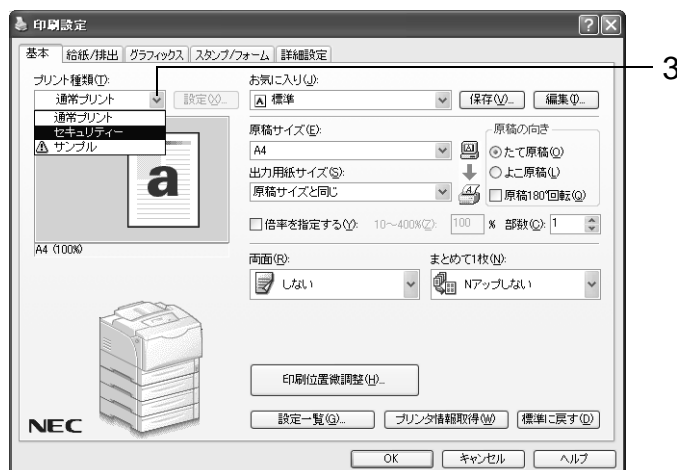 印刷設定
基本 給紙/排出 グラフィックス スタンプ/フォーム 詳細設定
3
プリント種類(T):
通常プリント 設定(X)...
通常プリント
セキュリティー
サンプル
a
A4 (100%)
NEC
お気に入り(J):
A 標準 保存(V)... 編集(I)...
原稿サイズ(E):
A4
出力用紙サイズ(S):
原稿サイズと同じ
原稿の向き
たて原稿(O)
よこ原稿(L)
原稿180°回転(Q)
倍率を指定する(Y): 10～400%(Z): 100 % 部数(C): 1
両面(R):
しない
まとめて1枚(N):
Nアップしない
印刷位置微調整(H)...
設定一覧(G)... プリンタ情報取得(W) 標準に戻す(D)
OK キャンセル ヘルプ